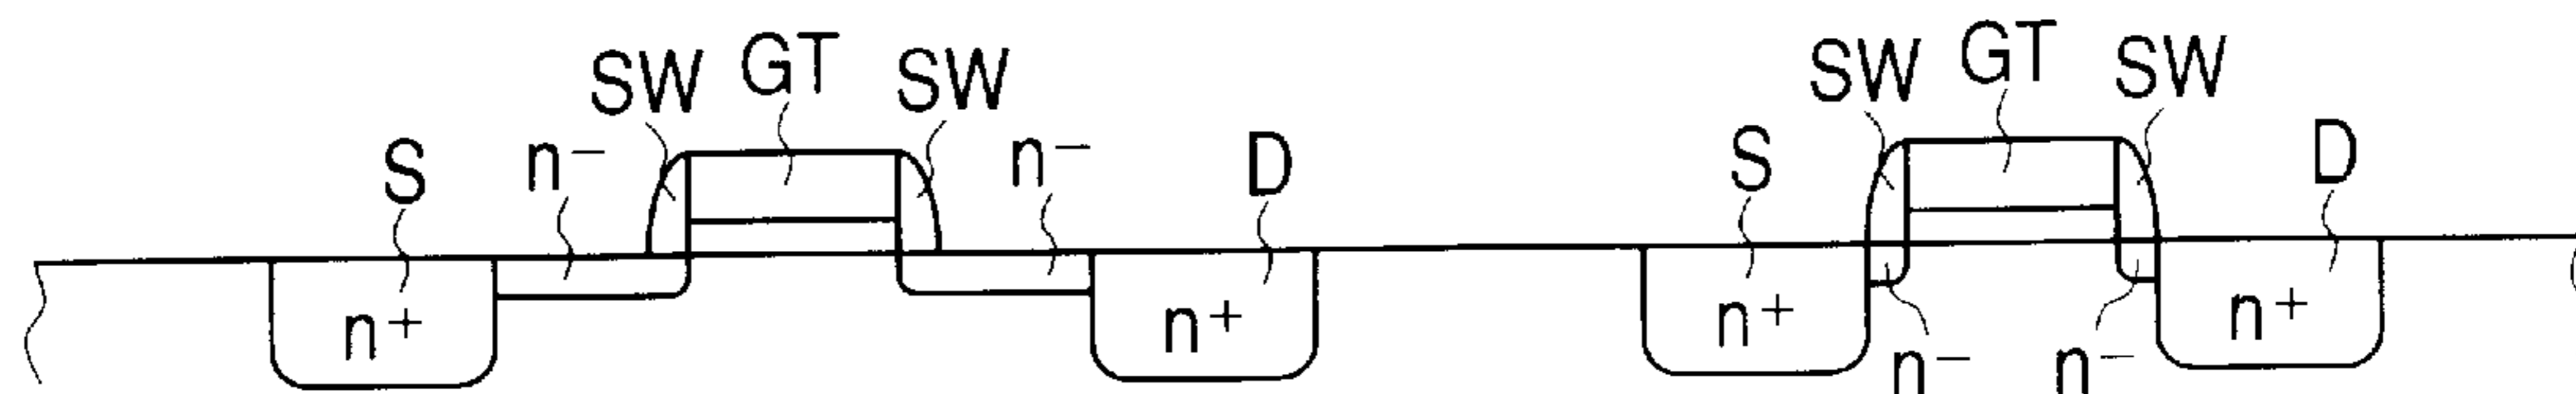 SW GT SW SW GT SW
S n⁻ n⁻ D S D
n⁺ n⁺ n⁺ n⁺
n⁻ n⁻